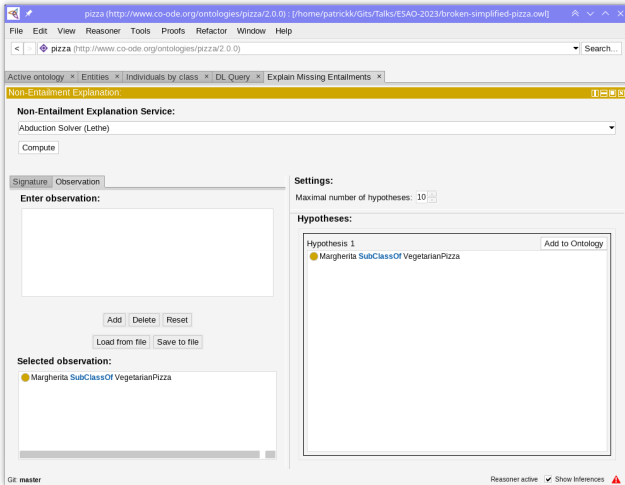 pizza (http://www.co-ode.org/ontologies/pizza/2.0.0) : [/home/patrickk/Gits/Talks/ESAO-2023/broken-simplified-pizza.owl]
File Edit View Reasoner Tools Proofs Refactor Window Help
< > pizza (http://www.co-ode.org/ontologies/pizza/2.0.0) Search...
Active ontology × Entities × Individuals by class × DL Query × Explain Missing Entailments ×
Non-Entailment Explanation:
Non-Entailment Explanation Service:
Abduction Solver (Lethe)
Compute
Signature Observation
Enter observation:
Add Delete Reset
Load from file Save to file
Selected observation:
Margherita SubClassOf VegetarianPizza
Settings:
Maximal number of hypotheses: 10
Hypotheses:
Hypothesis 1 Add to Ontology
Margherita SubClassOf VegetarianPizza
Git: master
Reasoner active Show Inferences